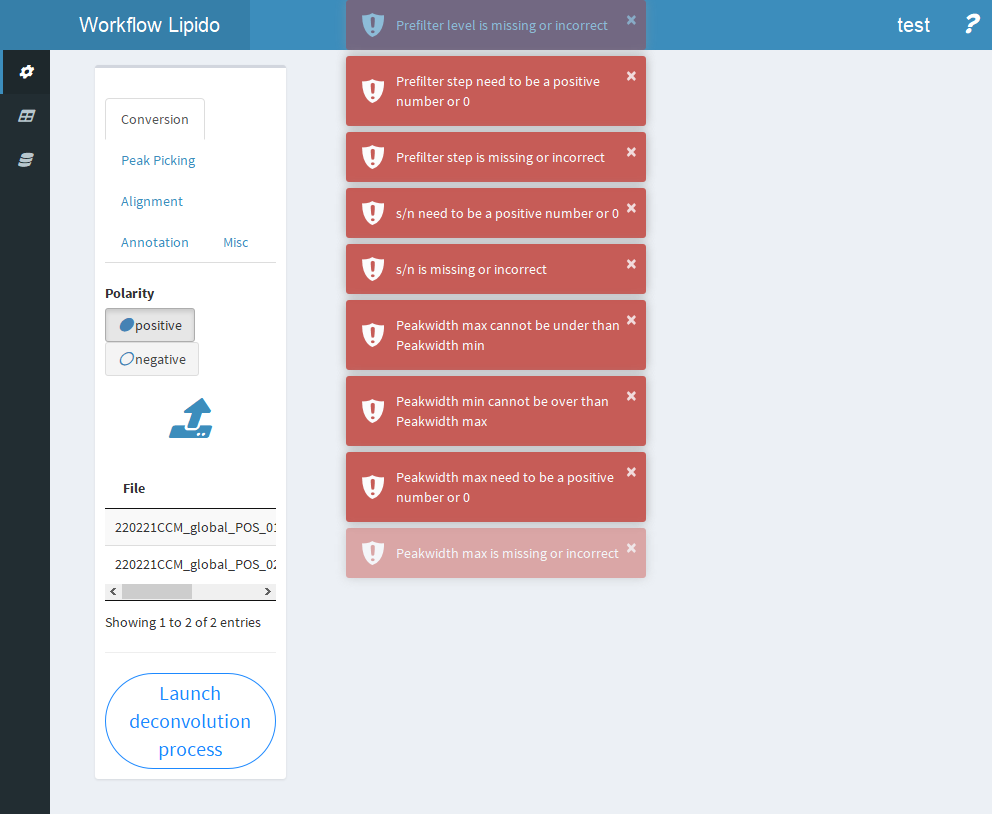 Workflow Lipido
test
?
Conversion
Peak Picking
Alignment
Annotation Misc
Polarity
positive
negative
File
220221CCM_global_POS_01
220221CCM_global_POS_02
Showing 1 to 2 of 2 entries
Launch
deconvolution
process
Prefilter level is missing or incorrect ×
Prefilter step need to be a positive ×
number or 0
Prefilter step is missing or incorrect ×
s/n need to be a positive number or 0 ×
s/n is missing or incorrect ×
Peakwidth max cannot be under than ×
Peakwidth min
Peakwidth min cannot be over than ×
Peakwidth max
Peakwidth max need to be a positive ×
number or 0
Peakwidth max is missing or incorrect ×